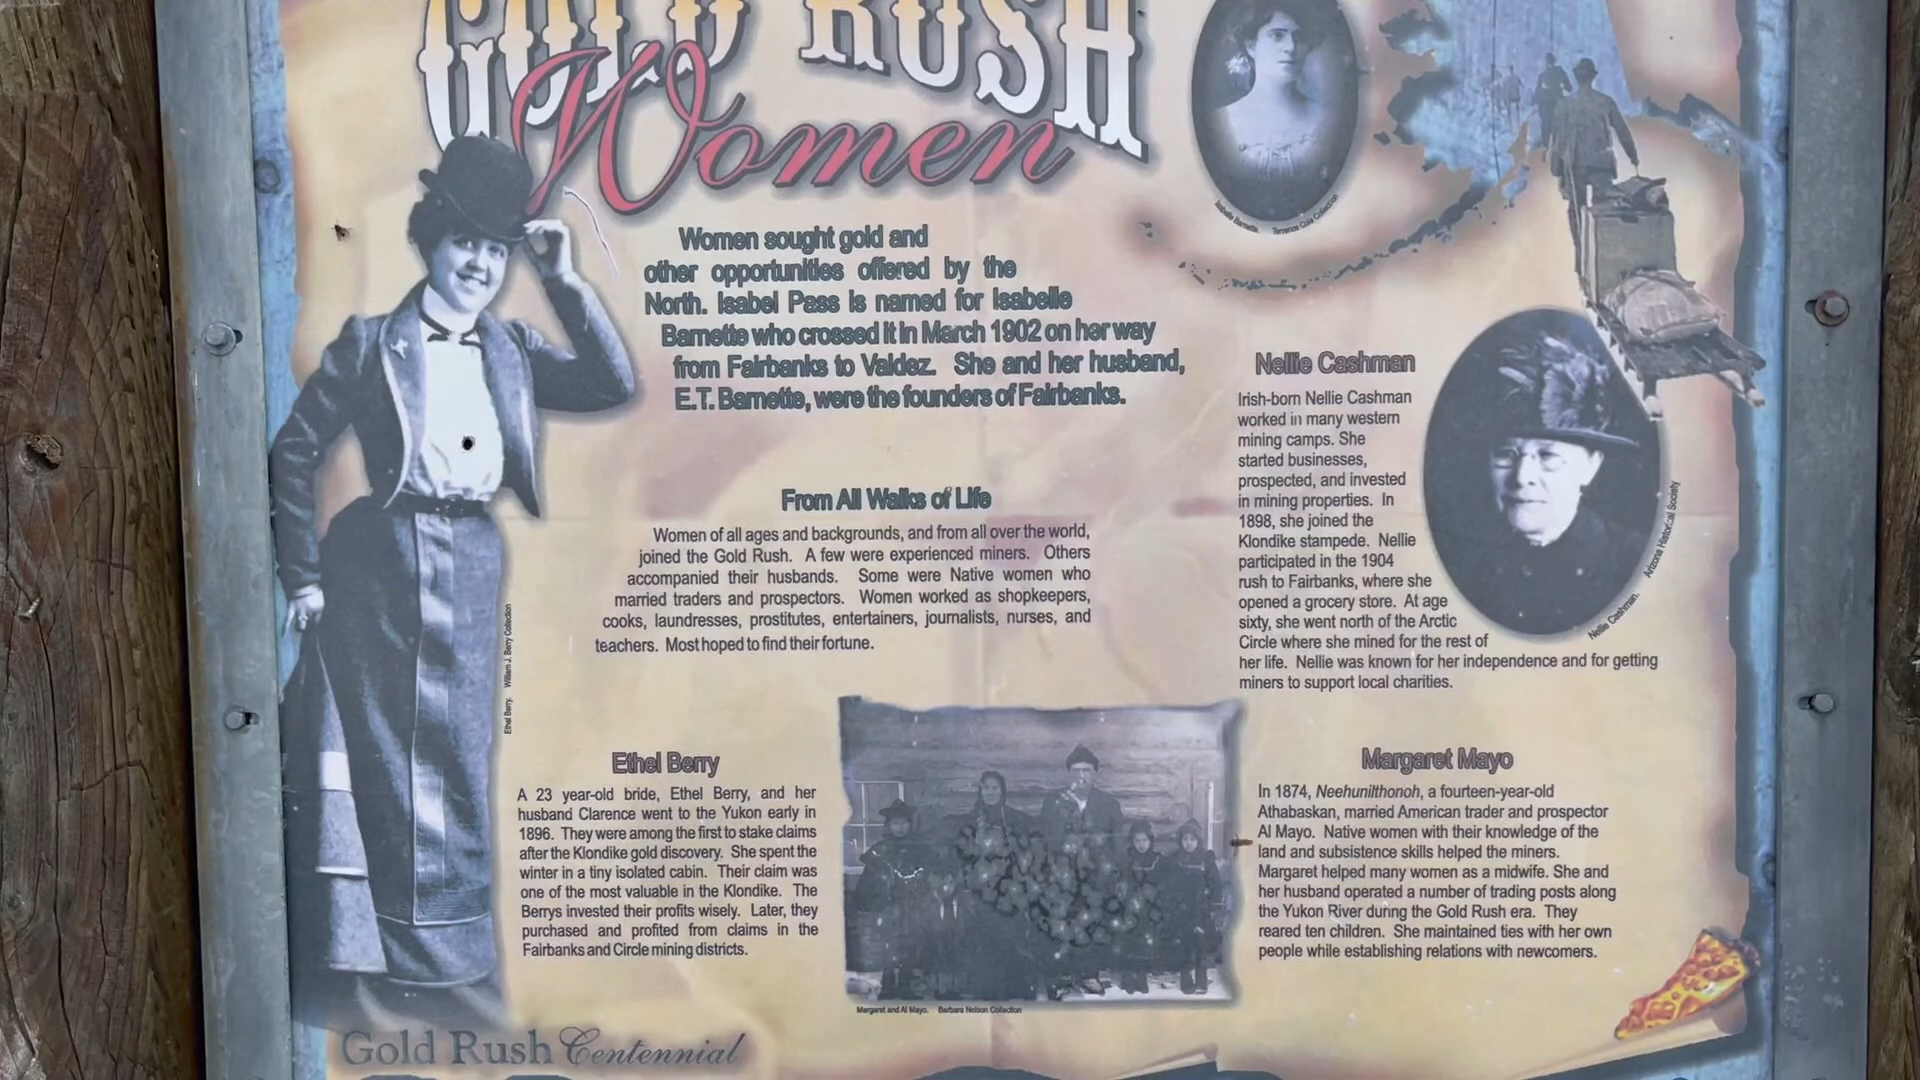 GOLD RUSH
Women
Isabelle Barnette. Terrence Cole Collection
Women sought gold and
other opportunities offered by the
North. Isabel Pass is named for Isabelle
Barnette who crossed it in March 1902 on her way
from Fairbanks to Valdez. She and her husband,
E.T. Barnette, were the founders of Fairbanks.
From All Walks of Life
Women of all ages and backgrounds, and from all over the world,
joined the Gold Rush. A few were experienced miners. Others
accompanied their husbands. Some were Native women who
married traders and prospectors. Women worked as shopkeepers,
cooks, laundresses, prostitutes, entertainers, journalists, nurses, and
teachers. Most hoped to find their fortune.
Nellie Cashman
Irish-born Nellie Cashman
worked in many western
mining camps. She
started businesses,
prospected, and invested
in mining properties. In
1898, she joined the
Klondike stampede. Nellie
participated in the 1904
rush to Fairbanks, where she
opened a grocery store. At age
sixty, she went north of the Arctic
Circle where she mined for the rest of
her life. Nellie was known for her independence and for getting
miners to support local charities.
Nellie Cashman. Arizona Historical Society
Ethel Berry. William J. Berry Collection
Ethel Berry
A 23 year-old bride, Ethel Berry, and her
husband Clarence went to the Yukon early in
1896. They were among the first to stake claims
after the Klondike gold discovery. She spent the
winter in a tiny isolated cabin. Their claim was
one of the most valuable in the Klondike. The
Berrys invested their profits wisely. Later, they
purchased and profited from claims in the
Fairbanks and Circle mining districts.
Margaret and Al Mayo. Barbara Nelson Collection
Margaret Mayo
In 1874, Neehunilthonoh, a fourteen-year-old
Athabaskan, married American trader and prospector
Al Mayo. Native women with their knowledge of the
land and subsistence skills helped the miners.
Margaret helped many women as a midwife. She and
her husband operated a number of trading posts along
the Yukon River during the Gold Rush era. They
reared ten children. She maintained ties with her own
people while establishing relations with newcomers.
Gold Rush Centennial